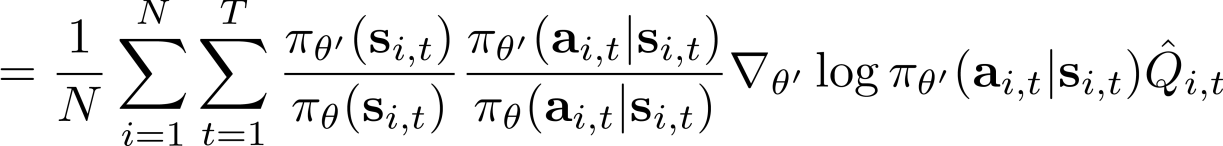 = \frac{1}{N} \sum_{i=1}^{N} \sum_{t=1}^{T} \frac{\pi_{\theta'}(\mathbf{s}_{i,t})}{\pi_{\theta}(\mathbf{s}_{i,t})} \frac{\pi_{\theta'}(\mathbf{a}_{i,t}|\mathbf{s}_{i,t})}{\pi_{\theta}(\mathbf{a}_{i,t}|\mathbf{s}_{i,t})} \nabla_{\theta'} \log \pi_{\theta'}(\mathbf{a}_{i,t}|\mathbf{s}_{i,t}) \hat{Q}_{i,t}